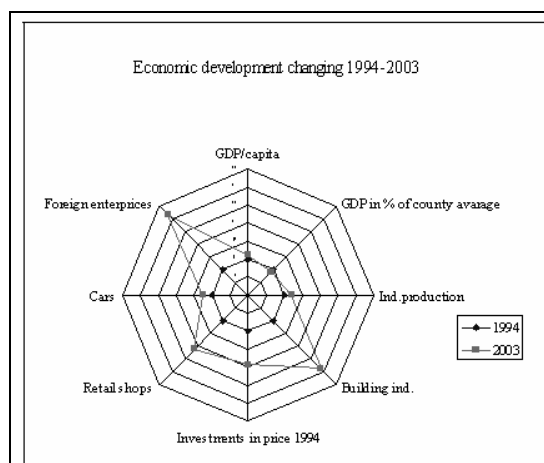 Economic development changing 1994-2003
GDP/capita
Foreign enterprices
GDP in % of county avarage
Cars
Ind.production
1994
2003
Retail shops
Building ind.
Investments in price 1994